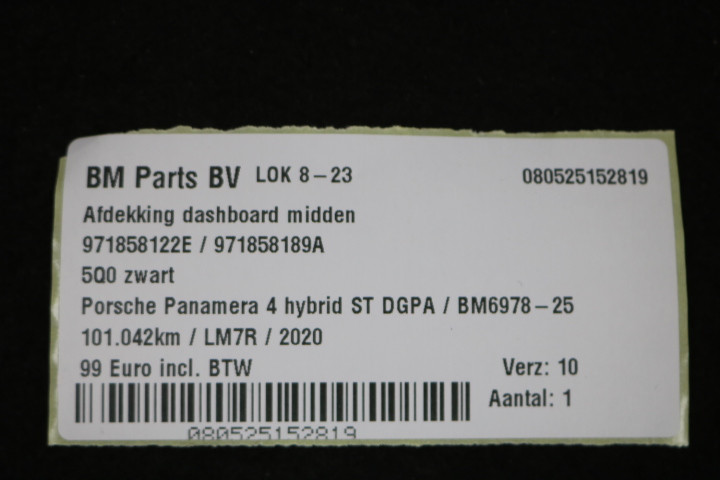 BM Parts BV LOK 8-23 080525152819
Afdekking dashboard midden
971858122E / 971858189A
5Q0 zwart
Porsche Panamera 4 hybrid ST DGPA / BM6978-25
101.042km / LM7R / 2020
99 Euro incl. BTW Verz: 10
Aantal: 1
080525152819